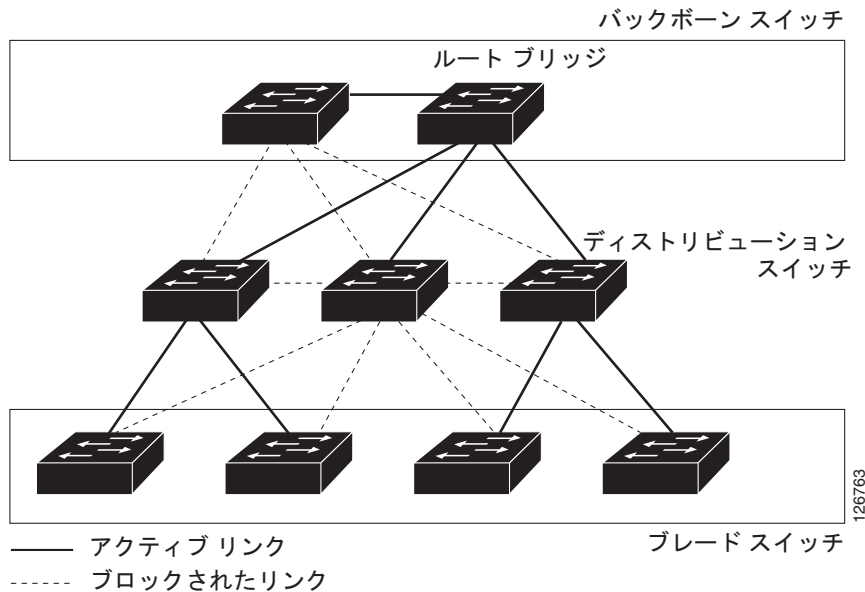 バックボーン スイッチ
ルート ブリッジ
ディストリビューション
スイッチ
126763
ブレード スイッチ
アクティブ リンク
ブロックされたリンク